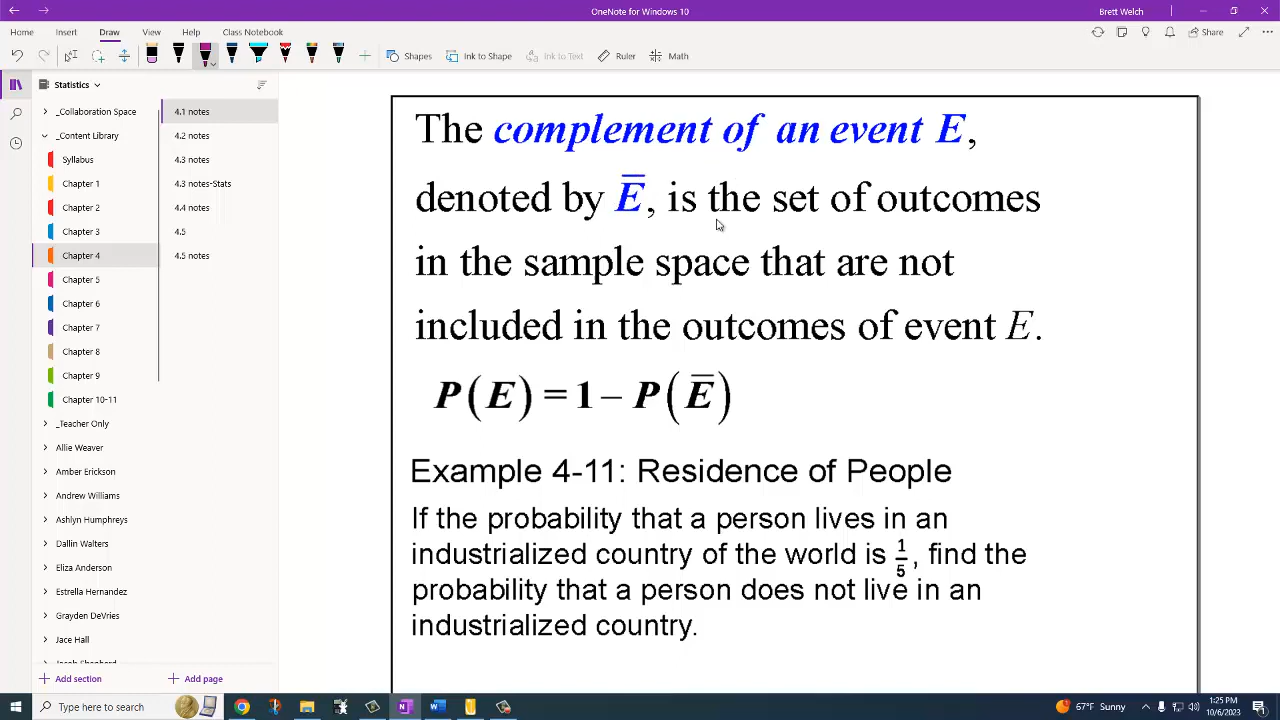 OneNote for Windows 10
Brett Welch
Home Insert Draw View Help Class Notebook
Share
Shapes Ink to Shape Ink to Text Ruler Math
Statistics
_Collaboration Space
_Content Library
Syllabus
Chapter 1
Chapter 2
Chapter 3
Chapter 4
Chapter 5
Chapter 6
Chapter 7
Chapter 8
Chapter 9
Chapter 10-11
_Teacher Only
Allie Weaver
Amber Erickson
Andrew Williams
Ashlyn Humphreys
Dallin Walters
Eliza Anderson
Estrella Hernandez
Grayden DeVries
Jace Hall
Jacob Shepherd
Add section
4.1 notes
4.2 notes
4.3 notes
4.3 notes-Stats
4.4 notes
4.5
4.5 notes
Add page
The complement of an event E,
denoted by E̅, is the set of outcomes
in the sample space that are not
included in the outcomes of event E.
P(E) = 1 – P(E̅)
Example 4-11: Residence of People
If the probability that a person lives in an
industrialized country of the world is 1/5, find the
probability that a person does not live in an
industrialized country.
Type here to search
67°F Sunny
1:25 PM
10/6/2023